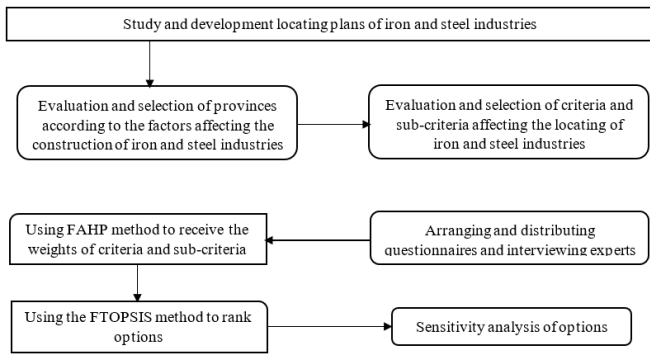 Study and development locating plans of iron and steel industries
Evaluation and selection of provinces
according to the factors affecting the
construction of iron and steel industries
Evaluation and selection of criteria and
sub-criteria affecting the locating of
iron and steel industries
Using FAHP method to receive the
weights of criteria and sub-criteria
Arranging and distributing
questionnaires and interviewing experts
Using the FTOPSIS method to rank
options
Sensitivity analysis of options